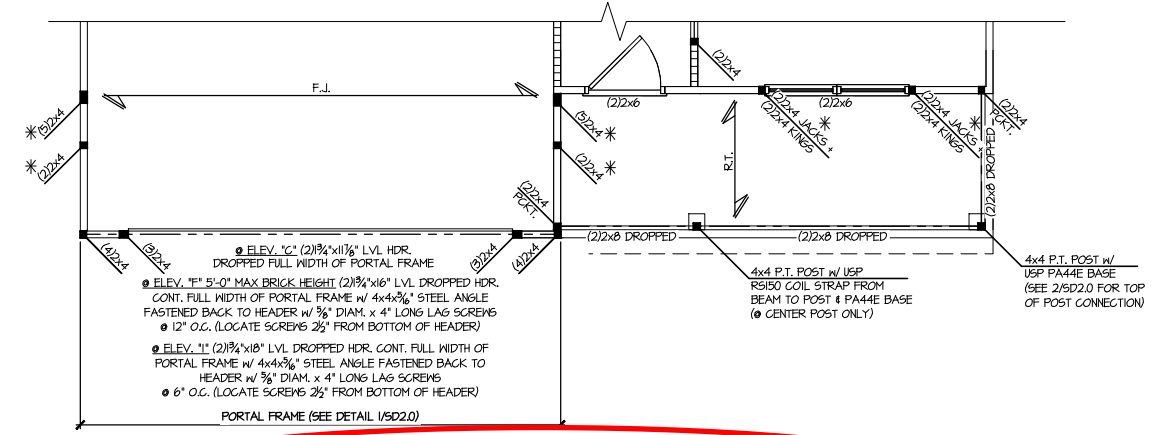 F.J.
(2)2x4
(2)2x6
(2)2x6
(5)2x4
(2)2x4
(5)2x4
(2)2x4
(2)2x4 JACKS +
(2)2x4 KINGS
(2)2x4 JACKS +
(2)2x4 KINGS
(2)2x4
PCKT.
(2)2x8 DROPPED
R.T.
(2)2x4
PCKT.
(4)2x4
(3)2x4
(3)2x4
(4)2x4
(2)2x8 DROPPED
(2)2x8 DROPPED
@ ELEV. "C" (2)1¾"x11⅞" LVL HDR.
DROPPED FULL WIDTH OF PORTAL FRAME
@ ELEV. "F" 5'-0" MAX BRICK HEIGHT (2)1¾"x16" LVL DROPPED HDR.
CONT. FULL WIDTH OF PORTAL FRAME W/ 4x4x5/16" STEEL ANGLE
FASTENED BACK TO HEADER W/ ⅝" DIAM. x 4" LONG LAG SCREWS
@ 12" O.C. (LOCATE SCREWS 2½" FROM BOTTOM OF HEADER)
@ ELEV. "I" (2)1¾"x18" LVL DROPPED HDR. CONT. FULL WIDTH OF
PORTAL FRAME W/ 4x4x5/16" STEEL ANGLE FASTENED BACK TO
HEADER W/ ⅝" DIAM. x 4" LONG LAG SCREWS
@ 6" O.C. (LOCATE SCREWS 2½" FROM BOTTOM OF HEADER)
PORTAL FRAME (SEE DETAIL 1/SD2.0)
4x4 P.T. POST W/ USP
RS150 COIL STRAP FROM
BEAM TO POST & PA44E BASE
(@ CENTER POST ONLY)
4x4 P.T. POST W/
USP PA44E BASE
(SEE 2/SD2.0 FOR TOP
OF POST CONNECTION)